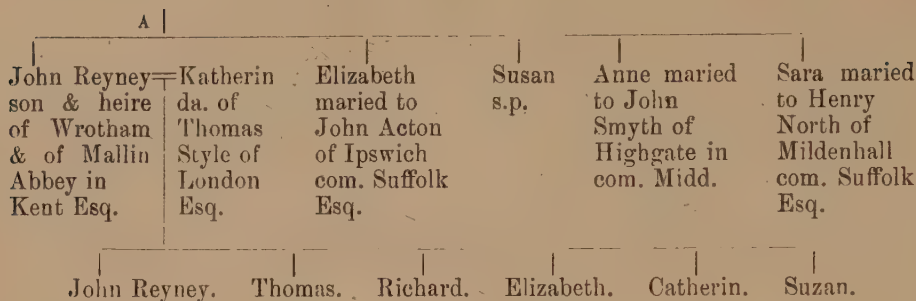 A
John Reyney=Katherin
son & heire da. of
of Wrotham Thomas
& of Mallin Style of
Abbey in London
Kent Esq. Esq.
Elizabeth
maried to
John Acton
of Ipswich
com. Suffolk
Esq.
Susan
s.p.
Anne maried
to John
Smyth of
Highgate in
com. Midd.
Sara maried
to Henry
North of
Mildenhall
com. Suffolk
Esq.
John Reyney. Thomas. Richard. Elizabeth. Catherin. Suzan.